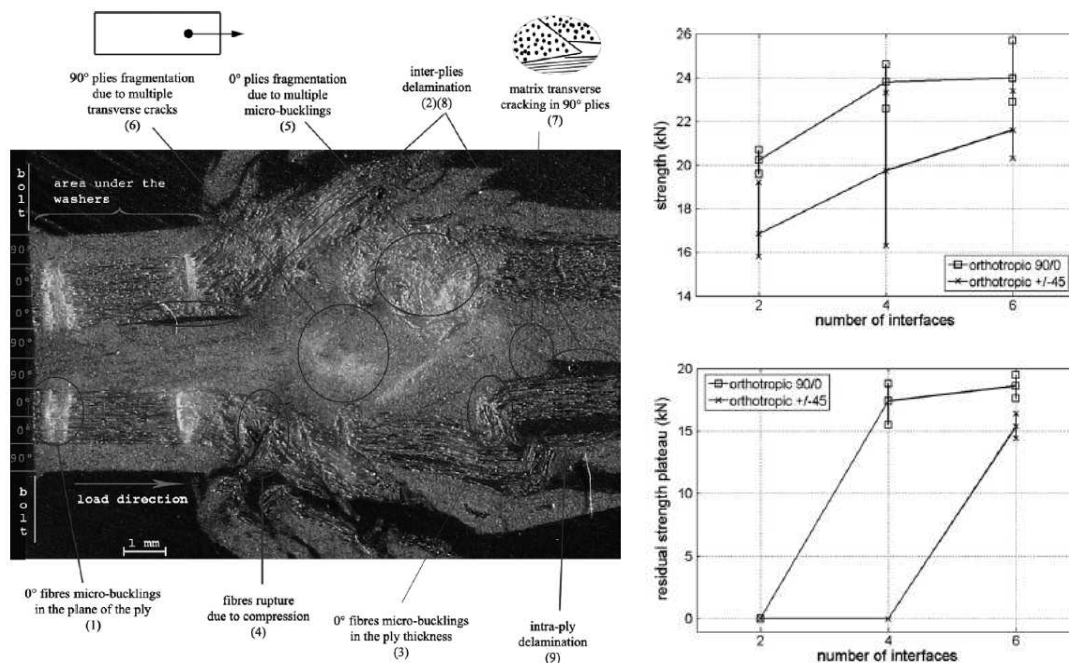 90° plies fragmentation
due to multiple
transverse cracks
(6)
0° plies fragmentation
due to multiple
micro-bucklings
(5)
inter-plies
delamination
(2)(8)
matrix transverse
cracking in 90° plies
(7)
bolt
area under the
washers
90°
0°
0°
90°
90°
0°
0°
90°
bolt
load direction
1 mm
0° fibres micro-bucklings
in the plane of the ply
(1)
fibres rupture
due to compression
(4)
0° fibres micro-bucklings
in the ply thickness
(3)
intra-ply
delamination
(9)
26
24
22
20
18
16
14
strength (kN)
orthotropic 90/0
orthotropic +/-45
2
4
6
number of interfaces
20
15
10
5
0
residual strength plateau (kN)
orthotropic 90/0
orthotropic +/-45
2
4
6
number of interfaces